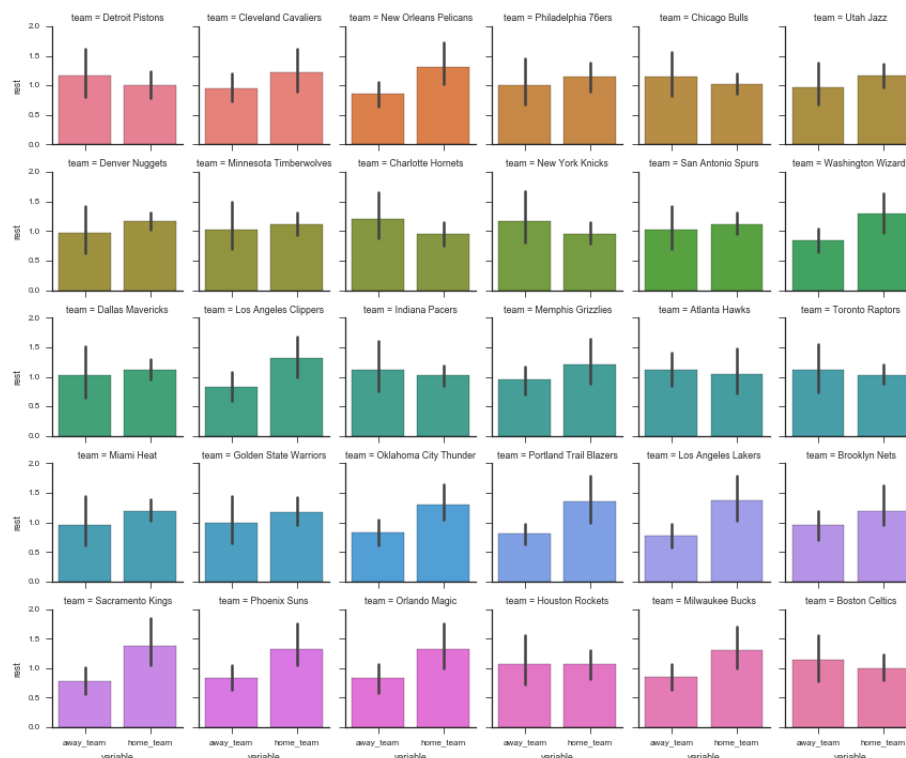 team = Detroit Pistons team = Cleveland Cavaliers team = New Orleans Pelicans team = Philadelphia 76ers team = Chicago Bulls team = Utah Jazz
2.0
1.5
rest
1.0
0.5
0.0
team = Denver Nuggets team = Minnesota Timberwolves team = Charlotte Hornets team = New York Knicks team = San Antonio Spurs team = Washington Wizard
2.0
1.5
rest
1.0
0.5
0.0
team = Dallas Mavericks team = Los Angeles Clippers team = Indiana Pacers team = Memphis Grizzlies team = Atlanta Hawks team = Toronto Raptors
2.0
1.5
rest
1.0
0.5
0.0
team = Miami Heat team = Golden State Warriors team = Oklahoma City Thunder team = Portland Trail Blazers team = Los Angeles Lakers team = Brooklyn Nets
2.0
1.5
rest
1.0
0.5
0.0
team = Sacramento Kings team = Phoenix Suns team = Orlando Magic team = Houston Rockets team = Milwaukee Bucks team = Boston Celtics
2.0
1.5
rest
1.0
0.5
0.0
away_team home_team away_team home_team away_team home_team away_team home_team away_team home_team away_team home_team
variable variable variable variable variable variable